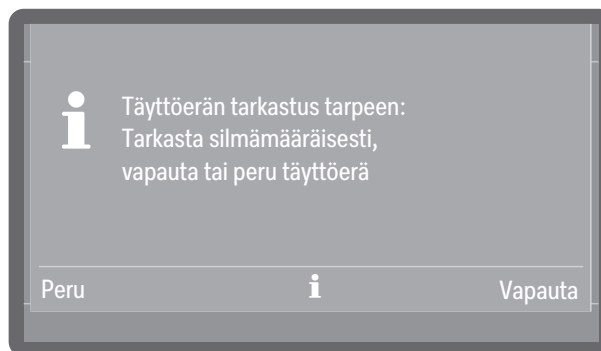 Täyttöerän tarkastus tarpeen:
Tarkasta silmämääräisesti,
vapauta tai peru täyttöerä
Peru i Vapauta